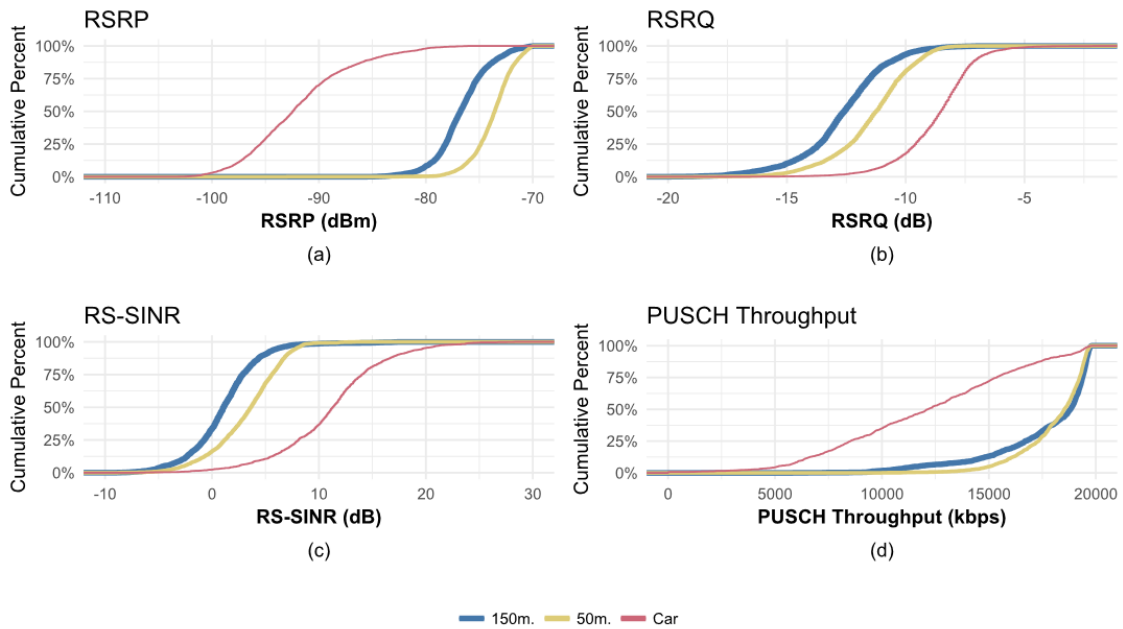 RSRP
Cumulative Percent
100%
75%
50%
25%
0%
-110 -100 -90 -80 -70
RSRP (dBm)
(a)
RSRQ
Cumulative Percent
100%
75%
50%
25%
0%
-20 -15 -10 -5
RSRQ (dB)
(b)
RS-SINR
Cumulative Percent
100%
75%
50%
25%
0%
-10 0 10 20 30
RS-SINR (dB)
(c)
PUSCH Throughput
Cumulative Percent
100%
75%
50%
25%
0%
0 5000 10000 15000 20000
PUSCH Throughput (kbps)
(d)
150m. 50m. Car